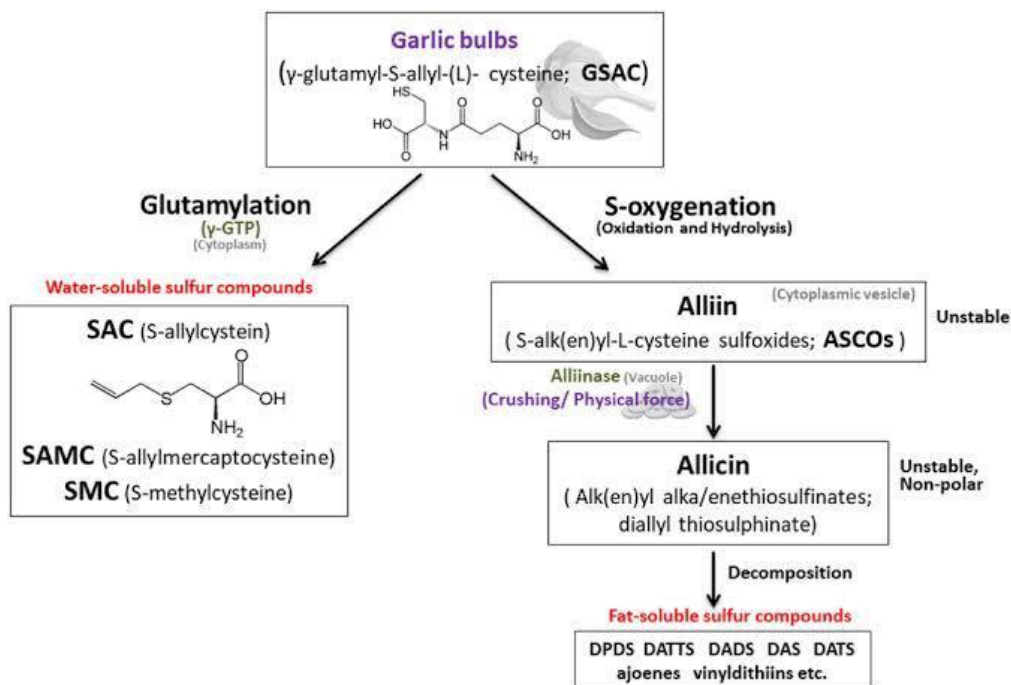 Garlic bulbs
(γ-glutamyl-S-allyl-(L)- cysteine; GSAC)
HS
O
O
HO
N
H
OH
O
NH2
Glutamylation
(γ-GTP)
(Cytoplasm)
S-oxygenation
(Oxidation and Hydrolysis)
Water-soluble sulfur compounds
SAC (S-allylcystein)
O
S
OH
NH2
SAMC (S-allylmercaptocysteine)
SMC (S-methylcysteine)
(Cytoplasmic vesicle)
Alliin
( S-alk(en)yl-L-cysteine sulfoxides; ASCOs )
Unstable
Alliinase (Vacuole)
(Crushing/ Physical force)
Allicin
( Alk(en)yl alka/enethiosulfinates;
diallyl thiosulphinate)
Unstable,
Non-polar
Decomposition
Fat-soluble sulfur compounds
DPDS DATTS DADS DAS DATS
ajoenes vinyldithiins etc.